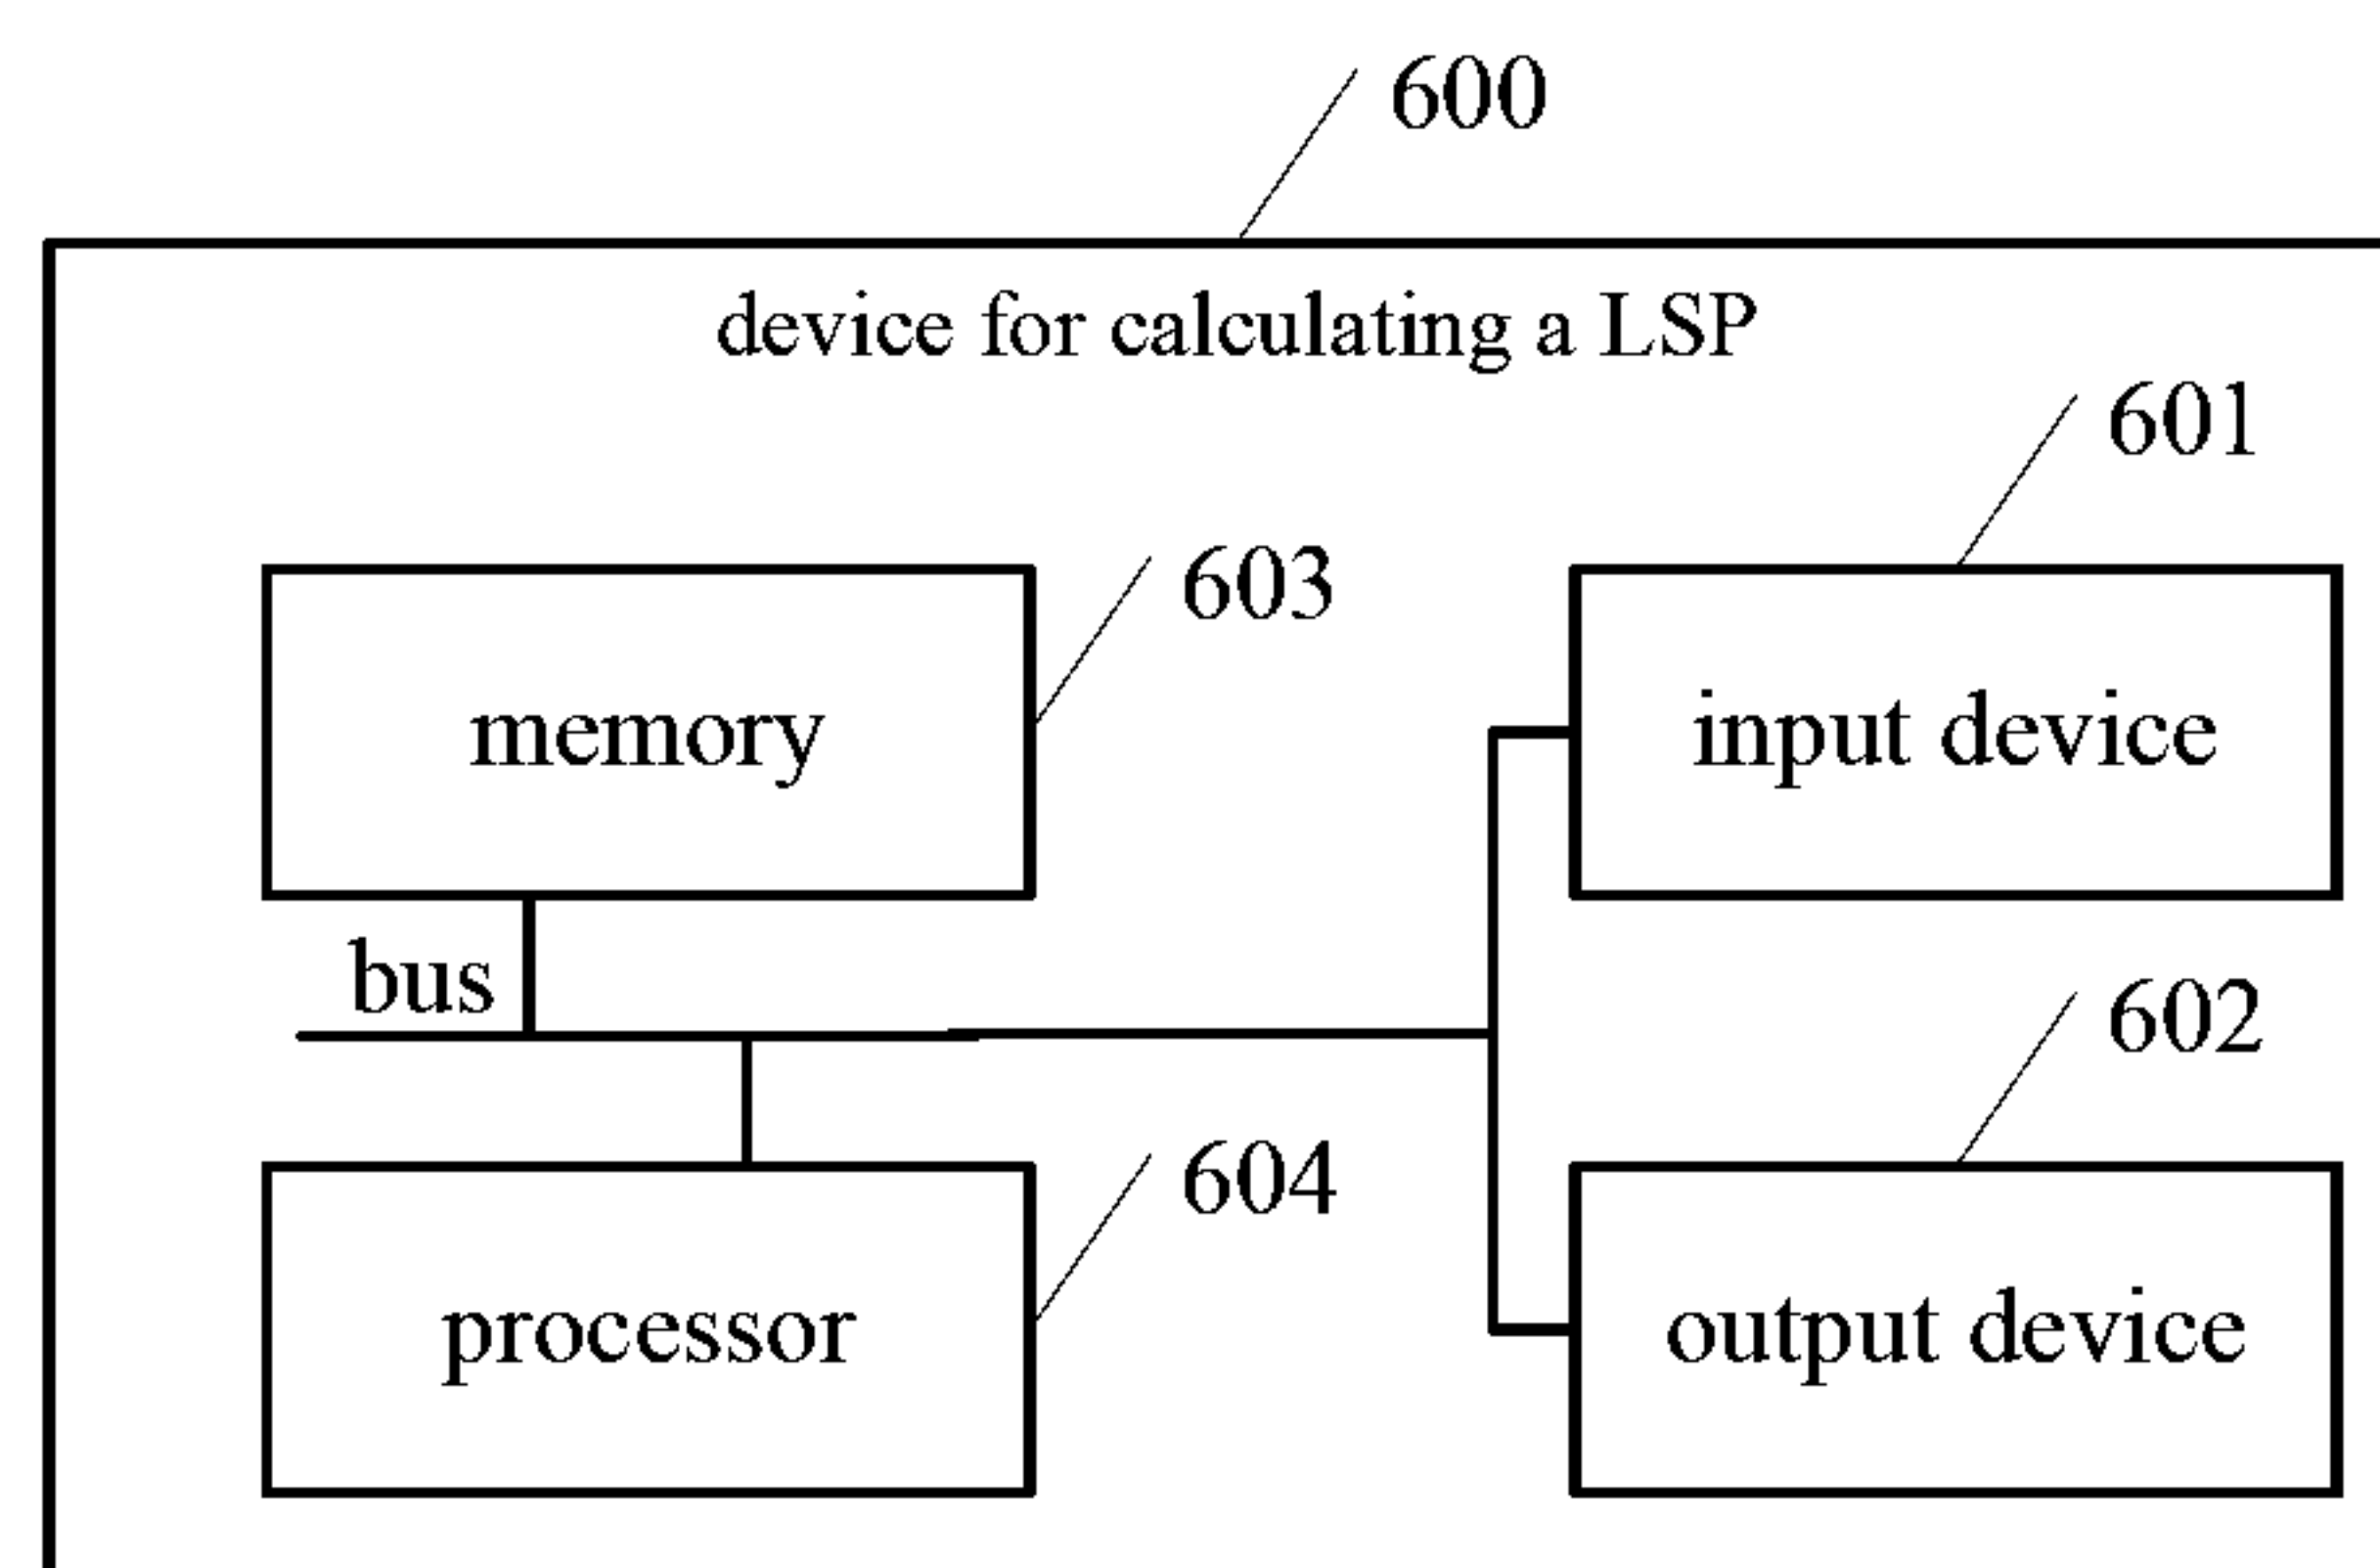 600
device for calculating a LSP
601
603
memory
input device
bus
602
604
processor
output device